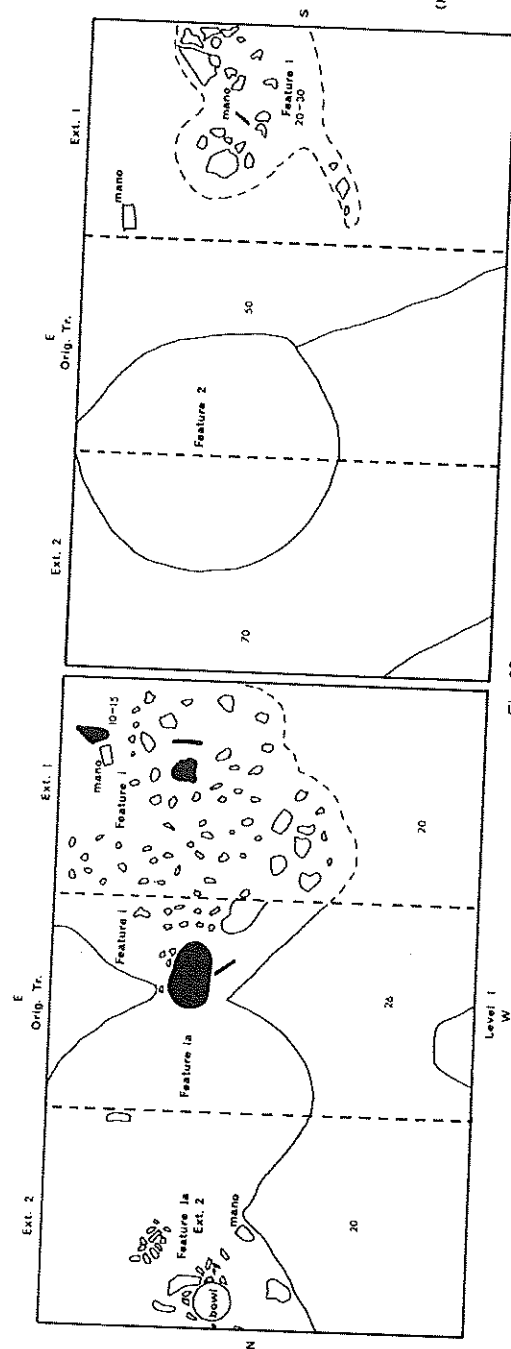 Ext. 2
E
Orig. Tr.
Ext. 1
mano
10-15
Feature 1
Feature 1
Feature 1a
Feature 1a
Ext. 2
mano
bowl
N
20
26
20
Level 1
W
Ext. 2
E
Orig. Tr.
Ext. 1
mano
mano
Feature 1
20-30
Feature 2
50
70
S